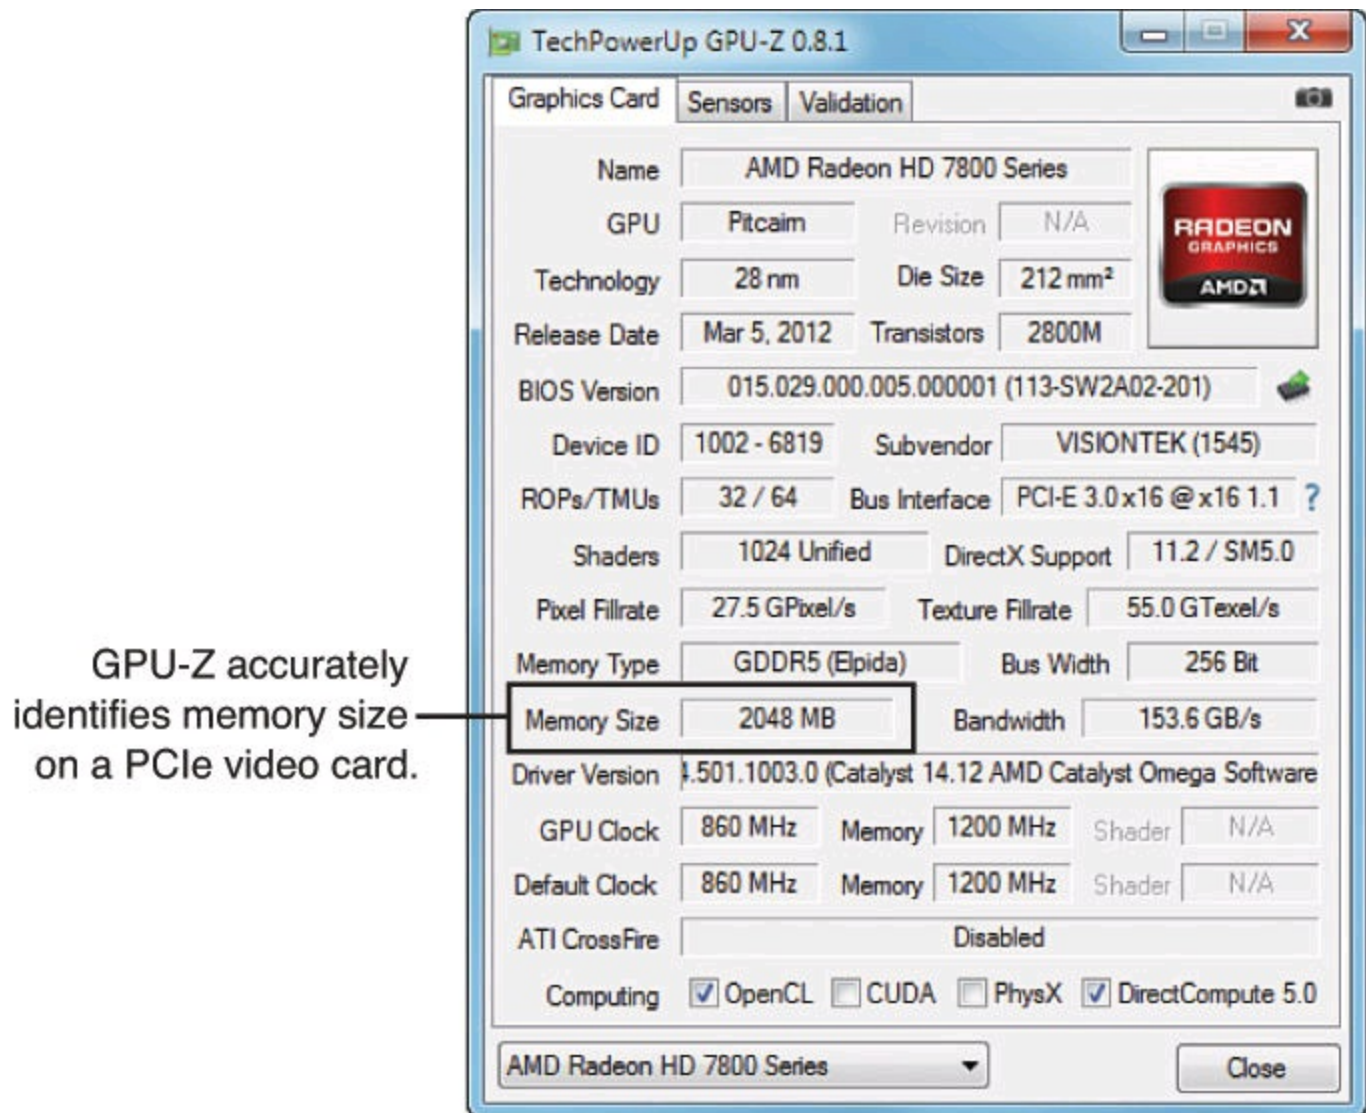 TechPowerUp GPU-Z 0.8.1
Graphics Card Sensors Validation
Name AMD Radeon HD 7800 Series
GPU Pitcairn Revision N/A
RADEON
GRAPHICS
AMD
Technology 28 nm Die Size 212 mm²
Release Date Mar 5, 2012 Transistors 2800M
BIOS Version 015.029.000.005.000001 (113-SW2A02-201)
Device ID 1002 - 6819 Subvendor VISIONTEK (1545)
ROPs/TMUs 32 / 64 Bus Interface PCI-E 3.0 x16 @ x16 1.1 ?
Shaders 1024 Unified DirectX Support 11.2 / SM5.0
Pixel Fillrate 27.5 GPixel/s Texture Fillrate 55.0 GTexel/s
Memory Type GDDR5 (Elpida) Bus Width 256 Bit
GPU-Z accurately
identifies memory size
on a PCIe video card.
Memory Size 2048 MB Bandwidth 153.6 GB/s
Driver Version .501.1003.0 (Catalyst 14.12 AMD Catalyst Omega Software
GPU Clock 860 MHz Memory 1200 MHz Shader N/A
Default Clock 860 MHz Memory 1200 MHz Shader N/A
ATI CrossFire Disabled
Computing OpenCL CUDA PhysX DirectCompute 5.0
AMD Radeon HD 7800 Series Close